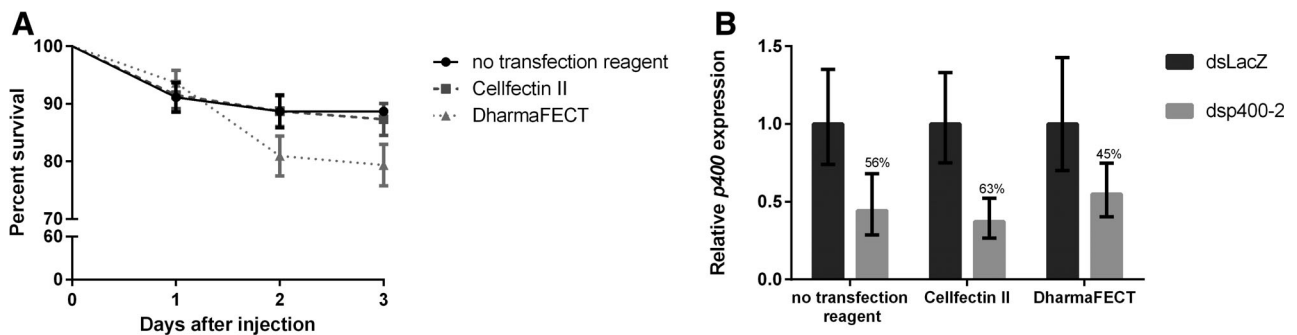 A
100
90
80
70
60
0
Percent survival
0 1 2 3
Days after injection
no transfection reagent
Cellfectin II
DharmaFECT
B
1.5
1.0
0.5
0.0
Relative p400 expression
56%
63%
45%
no transfection
reagent
Cellfectin II
DharmaFECT
dsLacZ
dsp400-2